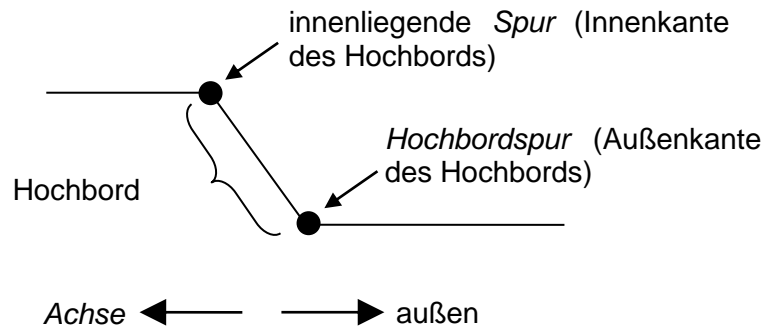 innenliegende Spur (Innenkante
des Hochbords)
Hochbordspur (Außenkante
des Hochbords)
Hochbord
Achse
außen